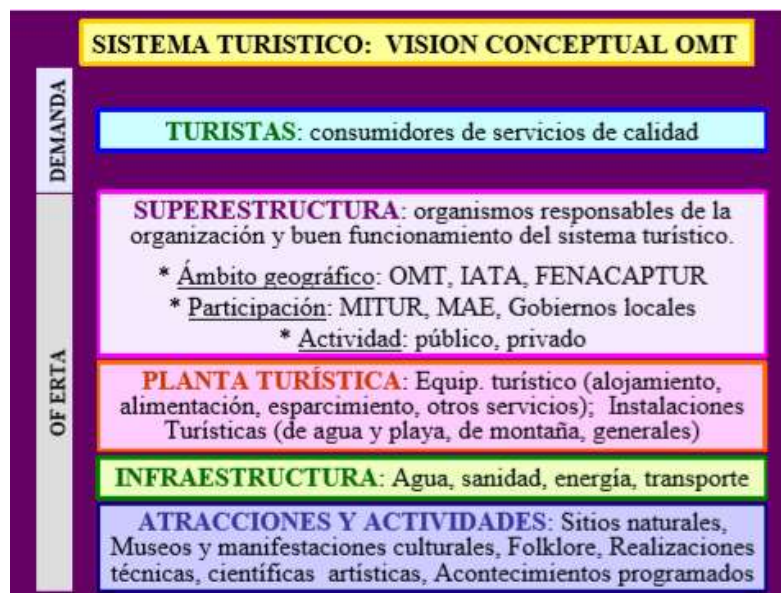 SISTEMA TURISTICO: VISION CONCEPTUAL OMT
DEMANDA
TURISTAS: consumidores de servicios de calidad
OFERTA
SUPERESTRUCTURA: organismos responsables de la
organización y buen funcionamiento del sistema turístico.
* Ámbito geográfico: OMT, IATA, FENACAPTUR
* Participación: MITUR, MAE, Gobiernos locales
* Actividad: público, privado
PLANTA TURÍSTICA: Equip. turístico (alojamiento,
alimentación, esparcimiento, otros servicios); Instalaciones
Turísticas (de agua y playa, de montaña, generales)
INFRAESTRUCTURA: Agua, sanidad, energía, transporte
ATRACCIONES Y ACTIVIDADES: Sitios naturales,
Museos y manifestaciones culturales, Folklore, Realizaciones
técnicas, científicas artísticas, Acontecimientos programados